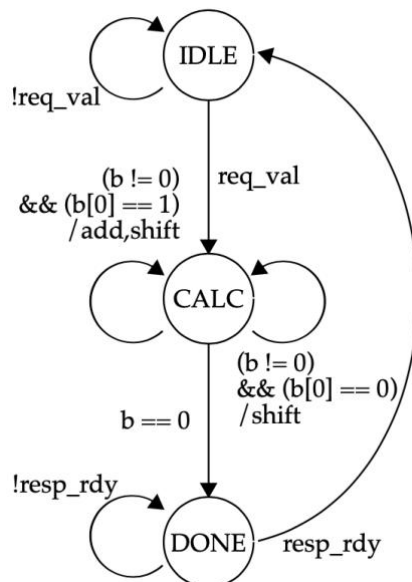 IDLE
!req_val
req_val
(b != 0)
&& (b[0] == 1)
/add,shift
CALC
(b != 0)
&& (b[0] == 0)
/shift
b == 0
!resp_rdy
DONE
resp_rdy